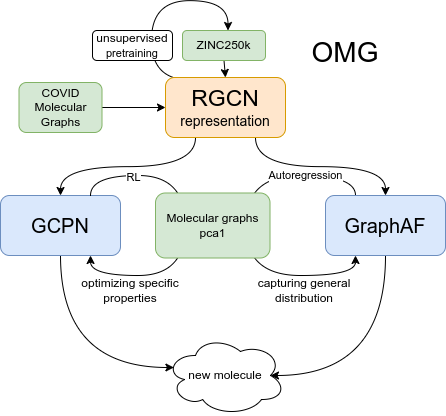 unsupervised
pretraining
ZINC250k
OMG
COVID
Molecular
Graphs
RGCN
representation
RL
Autoregression
GCPN
Molecular graphs
pca1
GraphAF
optimizing specific
properties
capturing general
distribution
new molecule